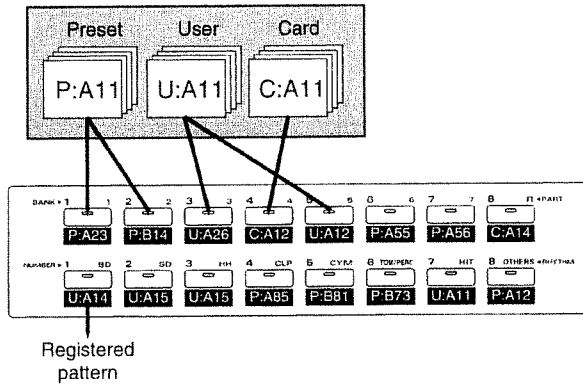 Preset User Card
P:A11 U:A11 C:A11
BANK ▸ 1 1 2 2 3 3 4 4 5 5 6 6 7 7 8 R ◂PART
P:A23 P:B14 U:A26 C:A12 U:A12 P:A55 P:A56 C:A14
NUMBER ▸ 1 BD 2 SD 3 HH 4 CLP 5 CYM 6 TOM/PERC 7 HIT 8 OTHERS ◂RHYTHM
U:A14 U:A15 U:A15 P:A85 P:B81 P:B73 U:A11 P:A12
Registered
pattern